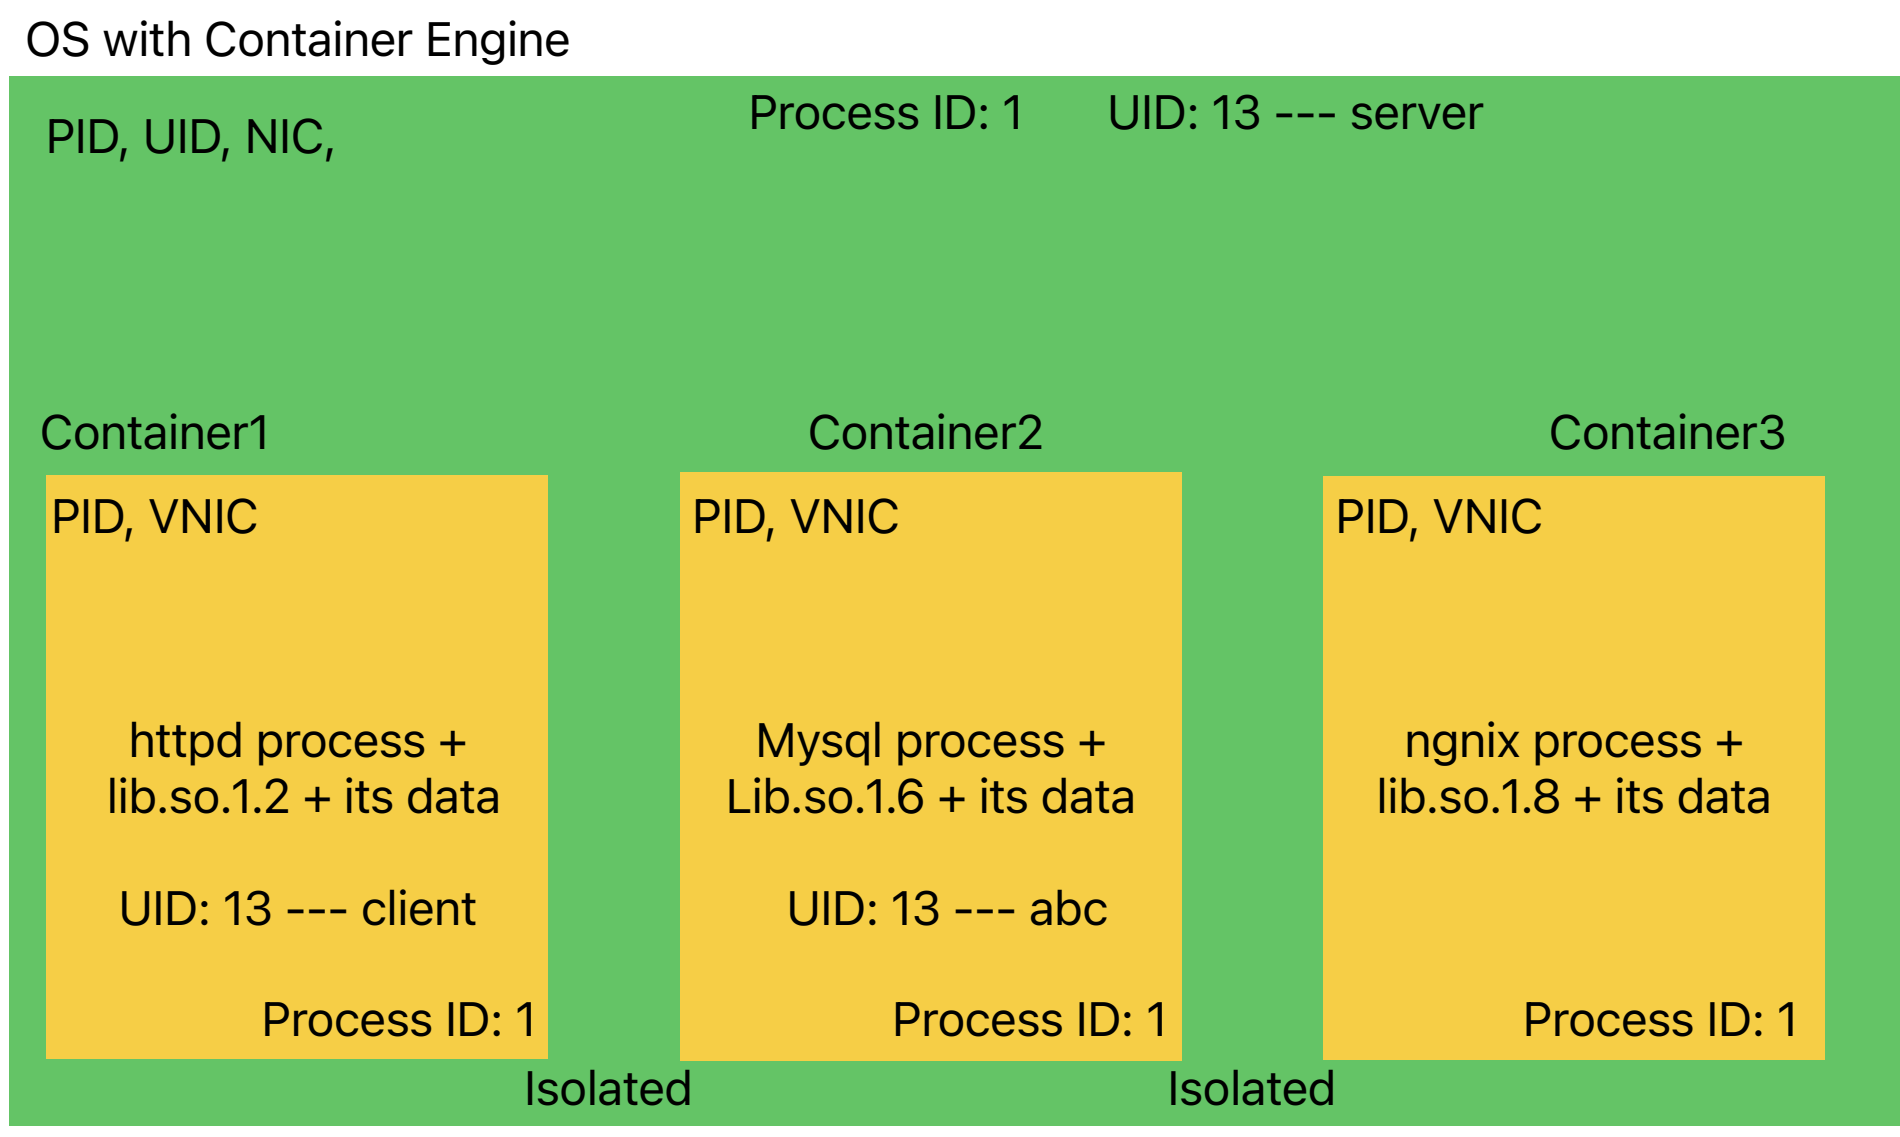 OS with Container Engine
PID, UID, NIC,
Process ID: 1
UID: 13 --- server
Container1
PID, VNIC
httpd process +
lib.so.1.2 + its data
UID: 13 --- client
Process ID: 1
Container2
PID, VNIC
Mysql process +
Lib.so.1.6 + its data
UID: 13 --- abc
Process ID: 1
Container3
PID, VNIC
ngnix process +
lib.so.1.8 + its data
Process ID: 1
Isolated
Isolated